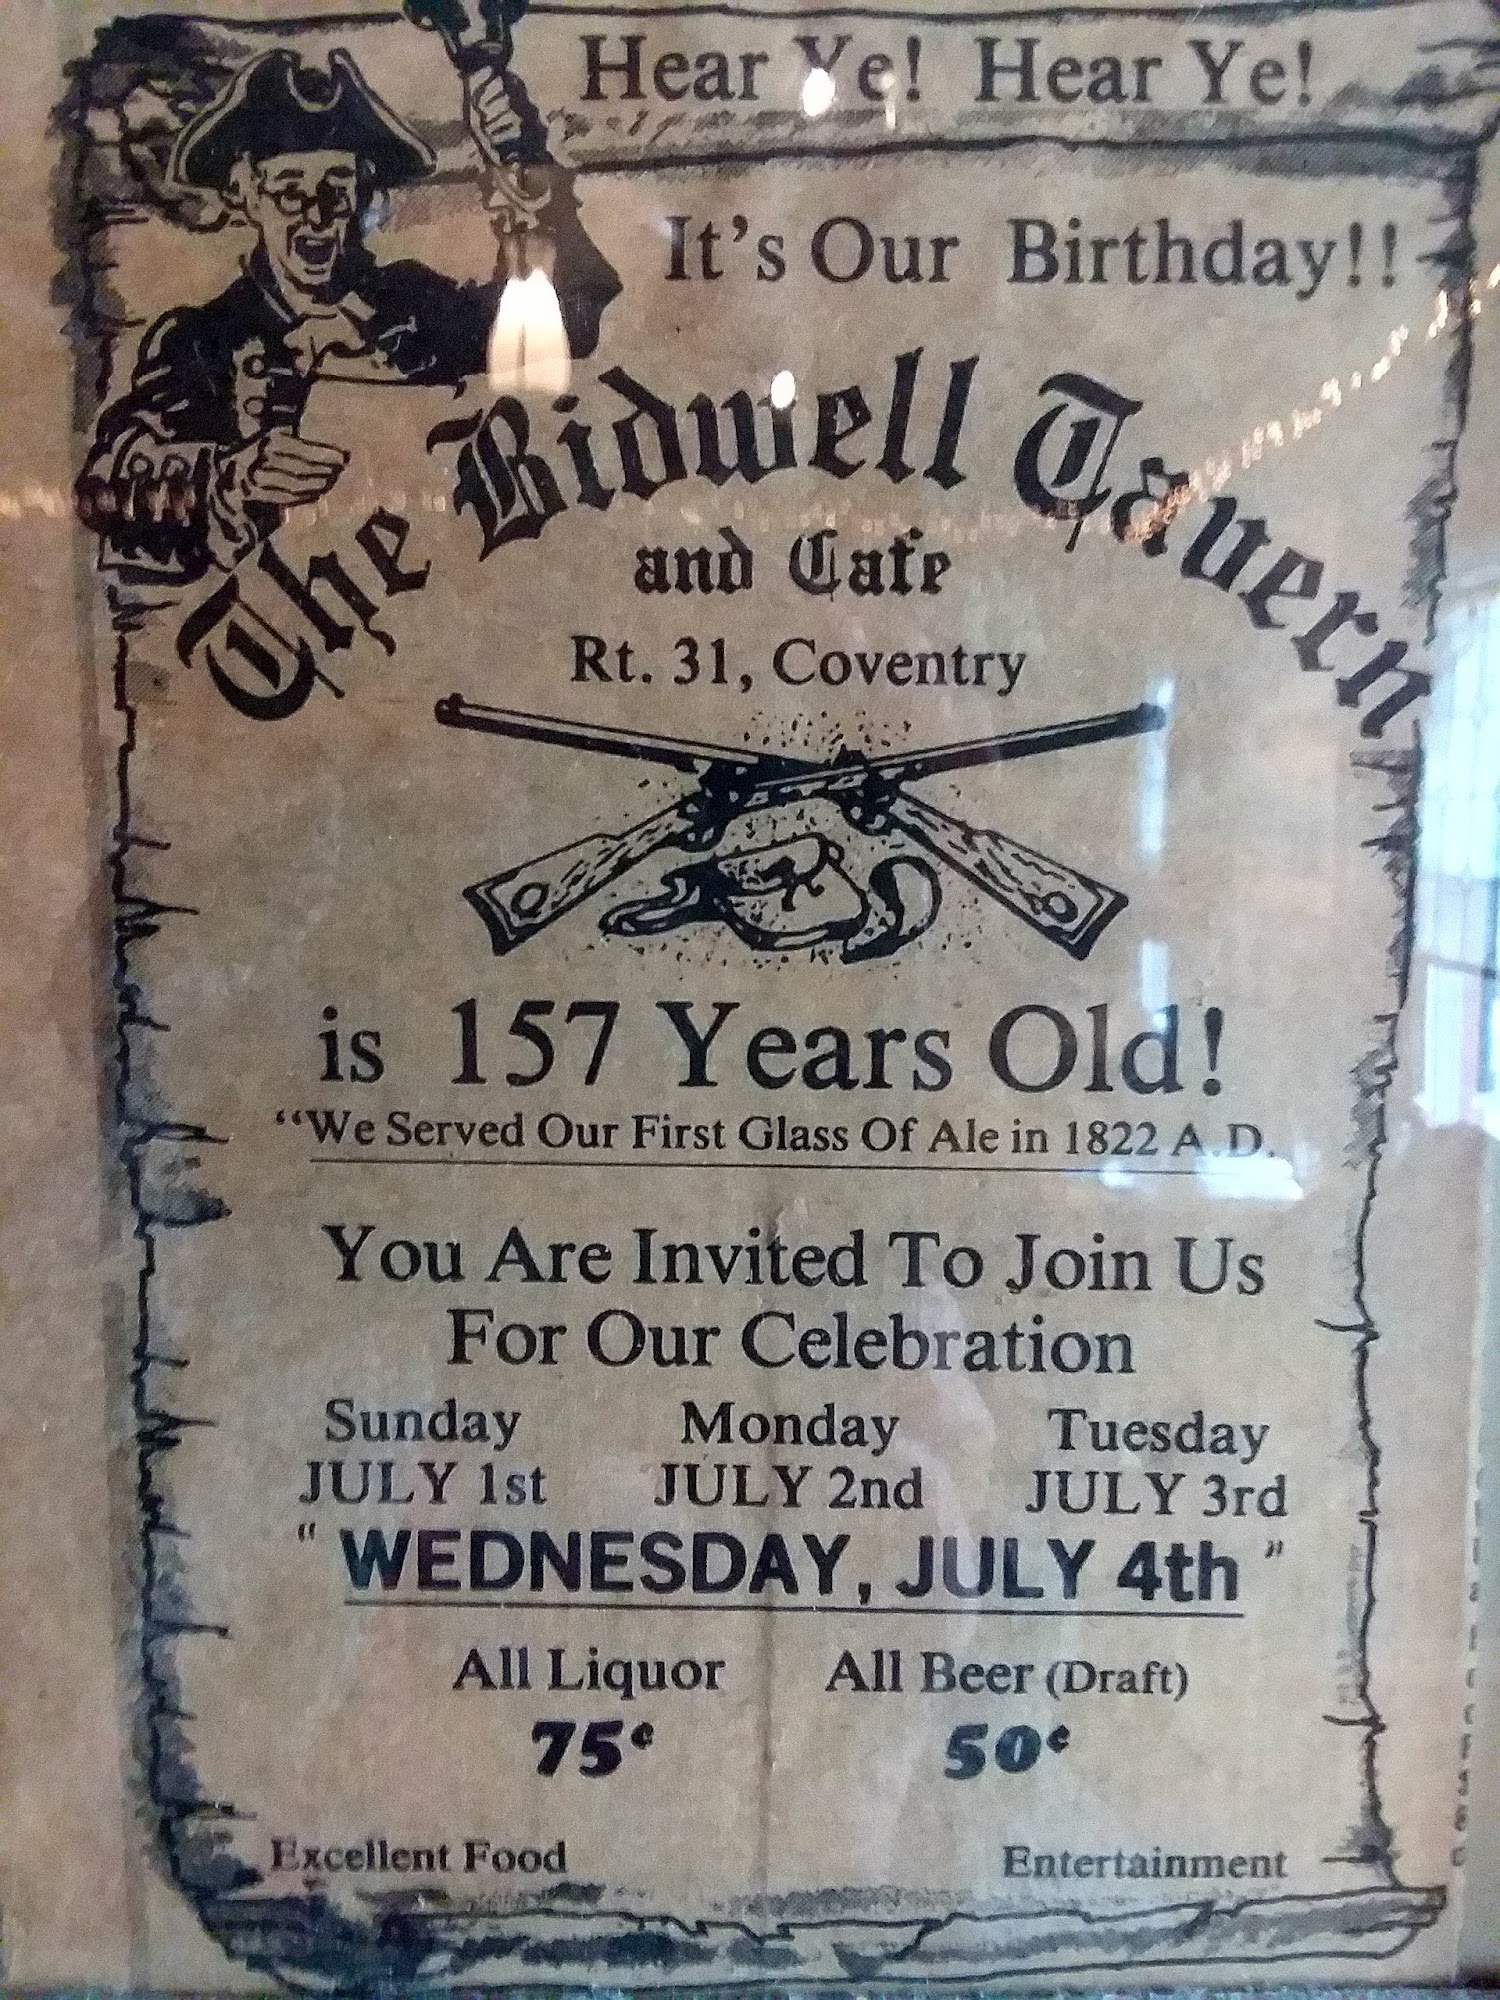 Hear Ye! Hear Ye!
It's Our Birthday!!
The Bidwell Tavern
and Cafe
Rt. 31, Coventry
is 157 Years Old!
"We Served Our First Glass Of Ale in 1822 A.D.
You Are Invited To Join Us
For Our Celebration
Sunday Monday Tuesday
JULY 1st JULY 2nd JULY 3rd
" WEDNESDAY, JULY 4th "
All Liquor All Beer (Draft)
75¢ 50¢
Excellent Food Entertainment